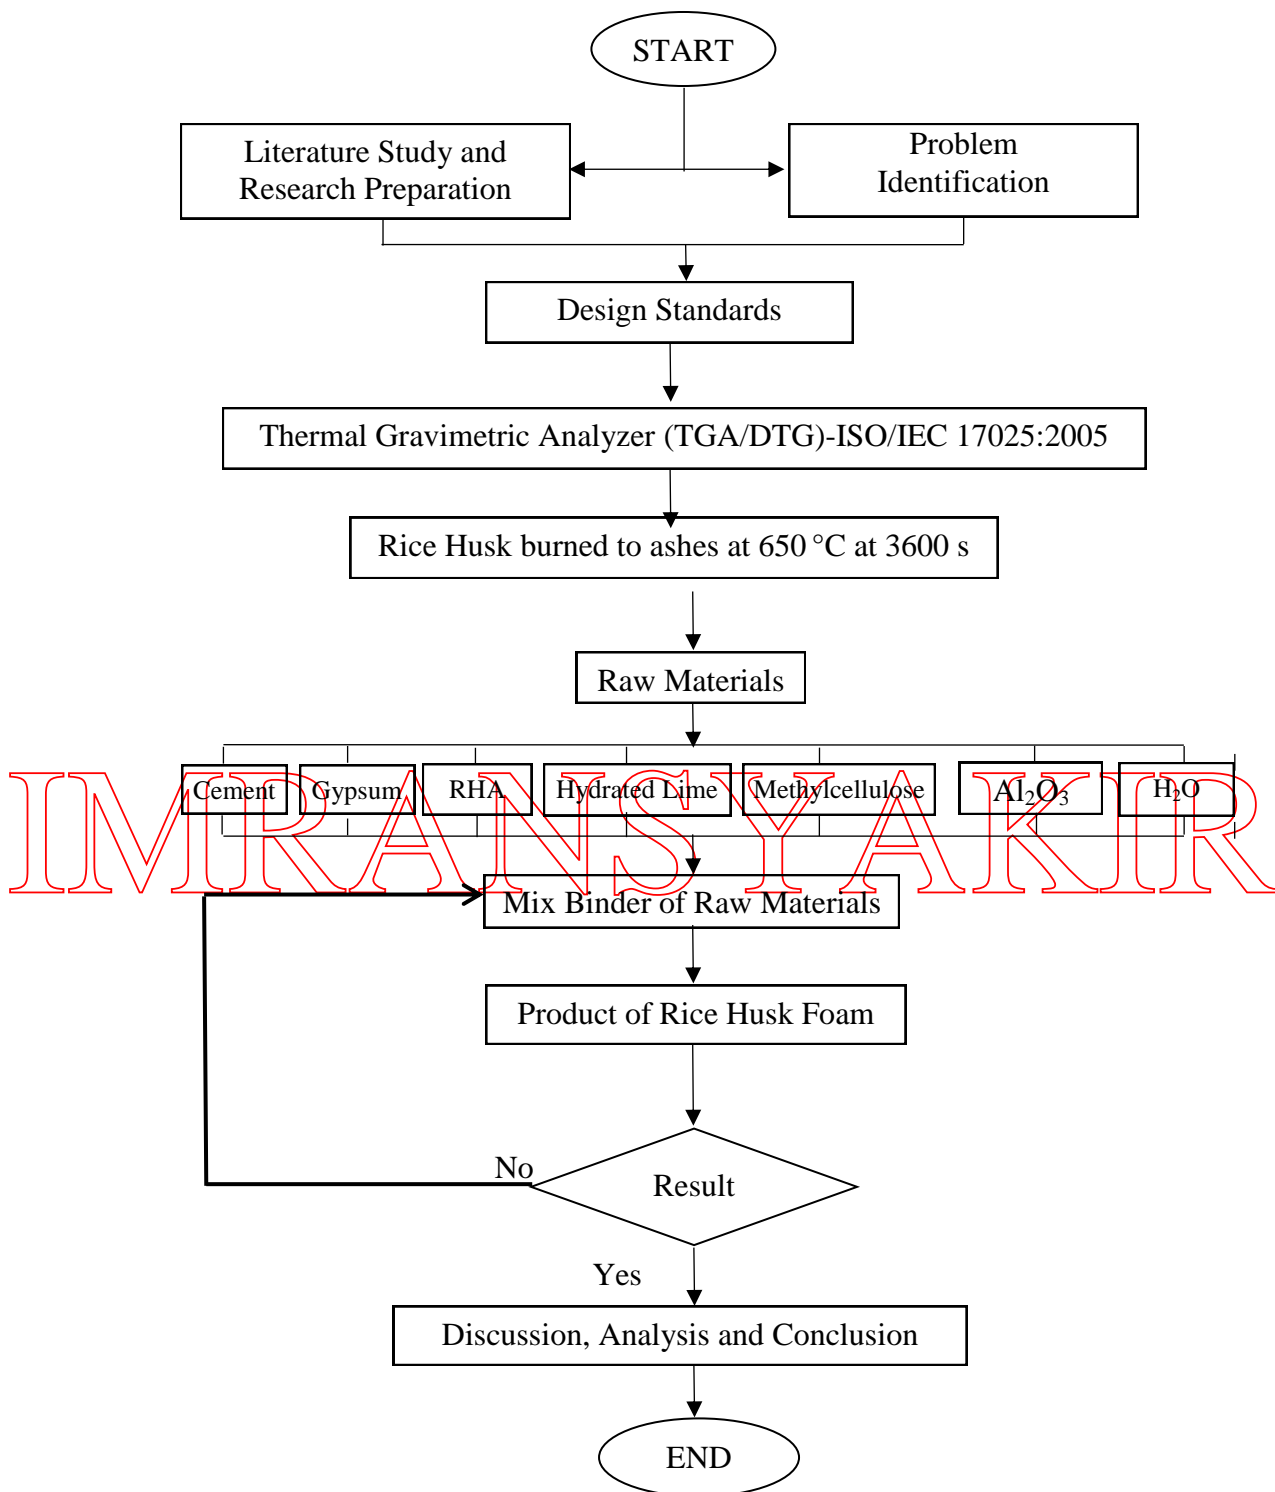 START
Literature Study and
Research Preparation
Problem
Identification
Design Standards
Thermal Gravimetric Analyzer (TGA/DTG)-ISO/IEC 17025:2005
Rice Husk burned to ashes at 650 °C at 3600 s
Raw Materials
Cement
Gypsum
RHA
Hydrated Lime
Methylcellulose
Al₂O₃
H₂O
IMRANSYAKIR
Mix Binder of Raw Materials
Product of Rice Husk Foam
No
Result
Yes
Discussion, Analysis and Conclusion
END